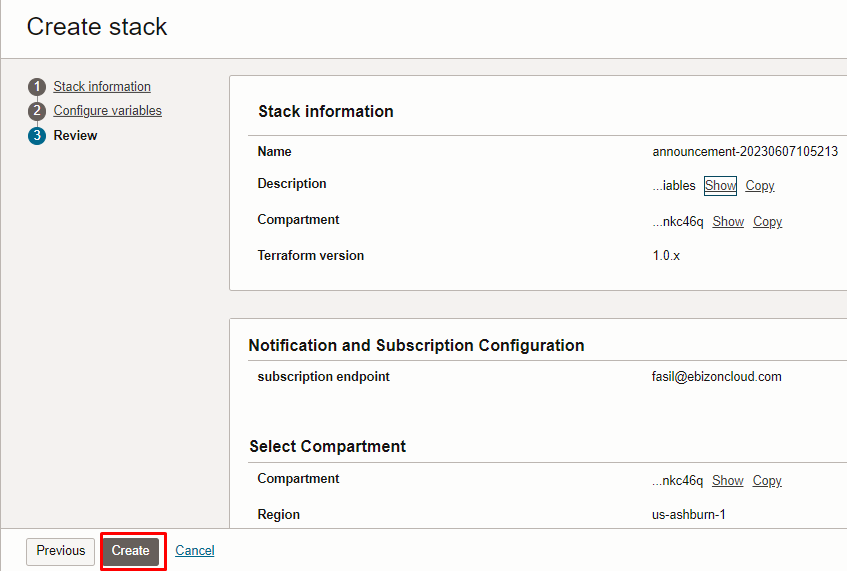 Create stack
1 Stack information
2 Configure variables
3 Review
Stack information
Name announcement-20230607105213
Description ...iables Show Copy
Compartment ...nkc46q Show Copy
Terraform version 1.0.x
Notification and Subscription Configuration
subscription endpoint fasil@ebizoncloud.com
Select Compartment
Compartment ...nkc46q Show Copy
Region us-ashburn-1
Previous Create Cancel